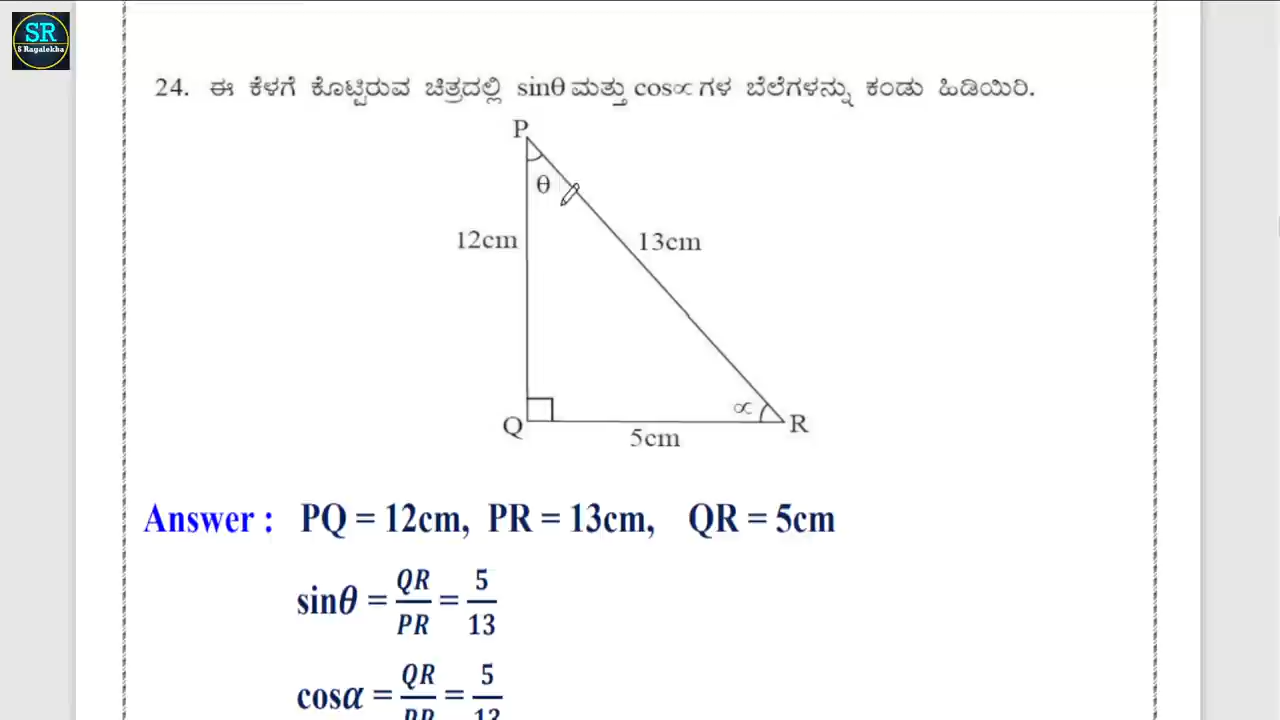 SR
S Ragalekha
24. ಈ ಕೆಳಗೆ ಕೊಟ್ಟಿರುವ ಚಿತ್ರದಲ್ಲಿ sinθ ಮತ್ತು cos∝ ಗಳ ಬೆಲೆಗಳನ್ನು ಕಂಡು ಹಿಡಿಯಿರಿ.
P
θ
12cm 13cm
∝
Q R
5cm
Answer : PQ = 12cm, PR = 13cm, QR = 5cm
sinθ = QR/PR = 5/13
cosα = QR/PR = 5/13